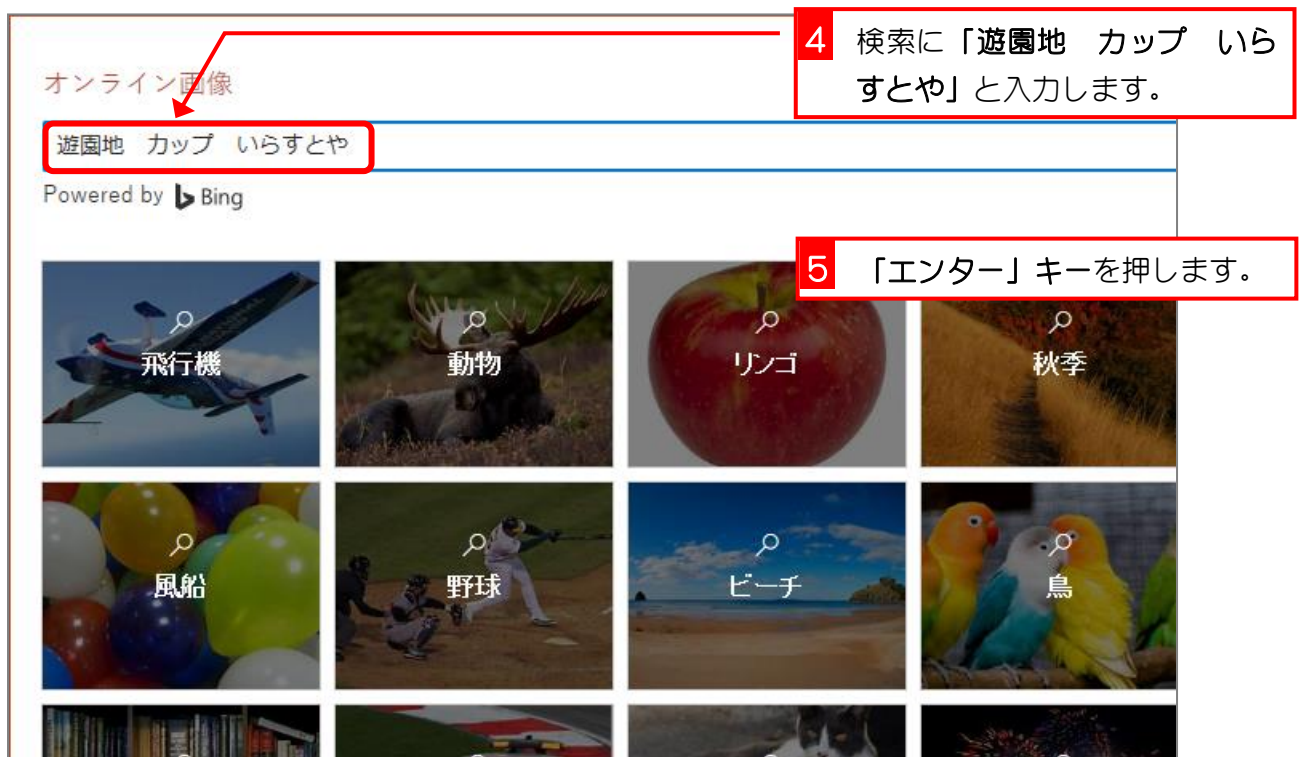 4 検索に「遊園地　カップ　いら
すとや」と入力します。
オンライン画像
遊園地　カップ　いらすとや
Powered by Bing
5 「エンター」キーを押します。
飛行機
動物
リンゴ
秋季
風船
野球
ビーチ
鳥